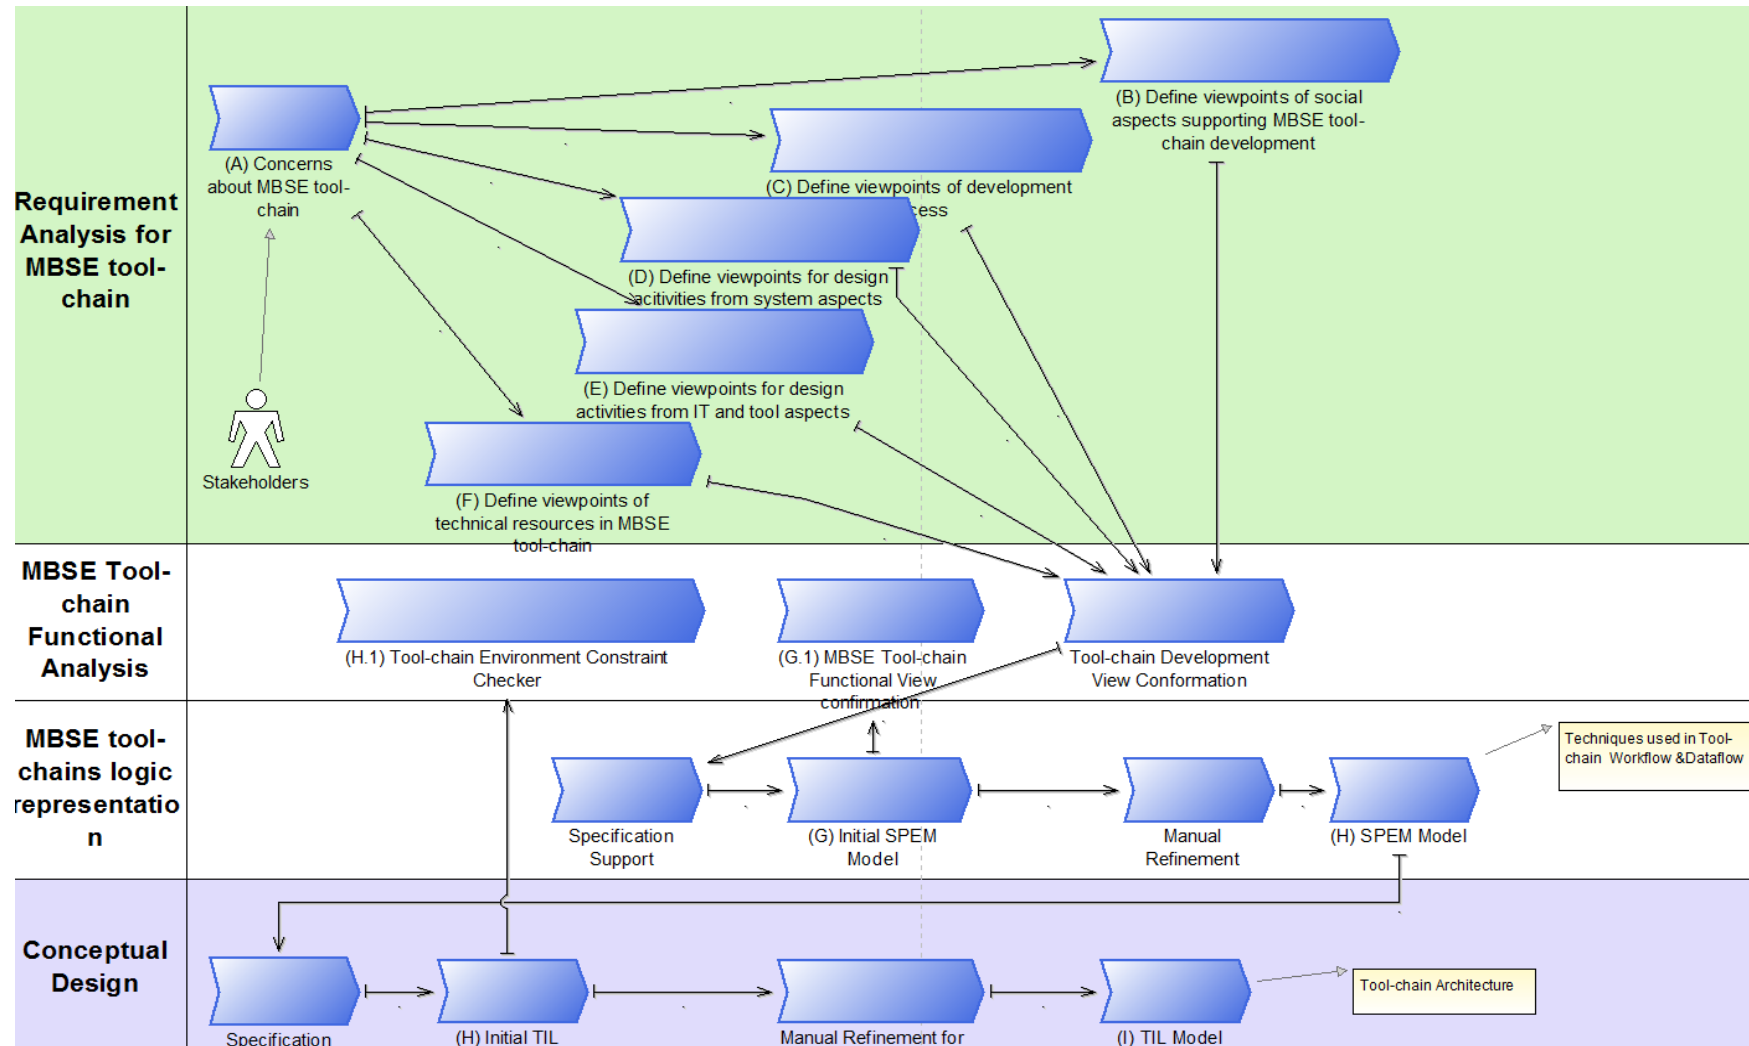 Requirement
Analysis for
MBSE tool-
chain
(A) Concerns
about MBSE tool-
chain
Stakeholders
(B) Define viewpoints of social
aspects supporting MBSE tool-
chain development
(C) Define viewpoints of development
cess
(D) Define viewpoints for design
acitivities from system aspects
(E) Define viewpoints for design
activities from IT and tool aspects
(F) Define viewpoints of
technical resources in MBSE
tool-chain
MBSE Tool-
chain
Functional
Analysis
(H.1) Tool-chain Environment Constraint
Checker
(G.1) MBSE Tool-chain
Functional View
confirmation
Tool-chain Development
View Conformation
MBSE tool-
chains logic
representatio
n
Specification
Support
(G) Initial SPEM
Model
Manual
Refinement
(H) SPEM Model
Techniques used in Tool-
chain Workflow &Dataflow
Conceptual
Design
Specification
(H) Initial TIL
Manual Refinement for
(I) TIL Model
Tool-chain Architecture